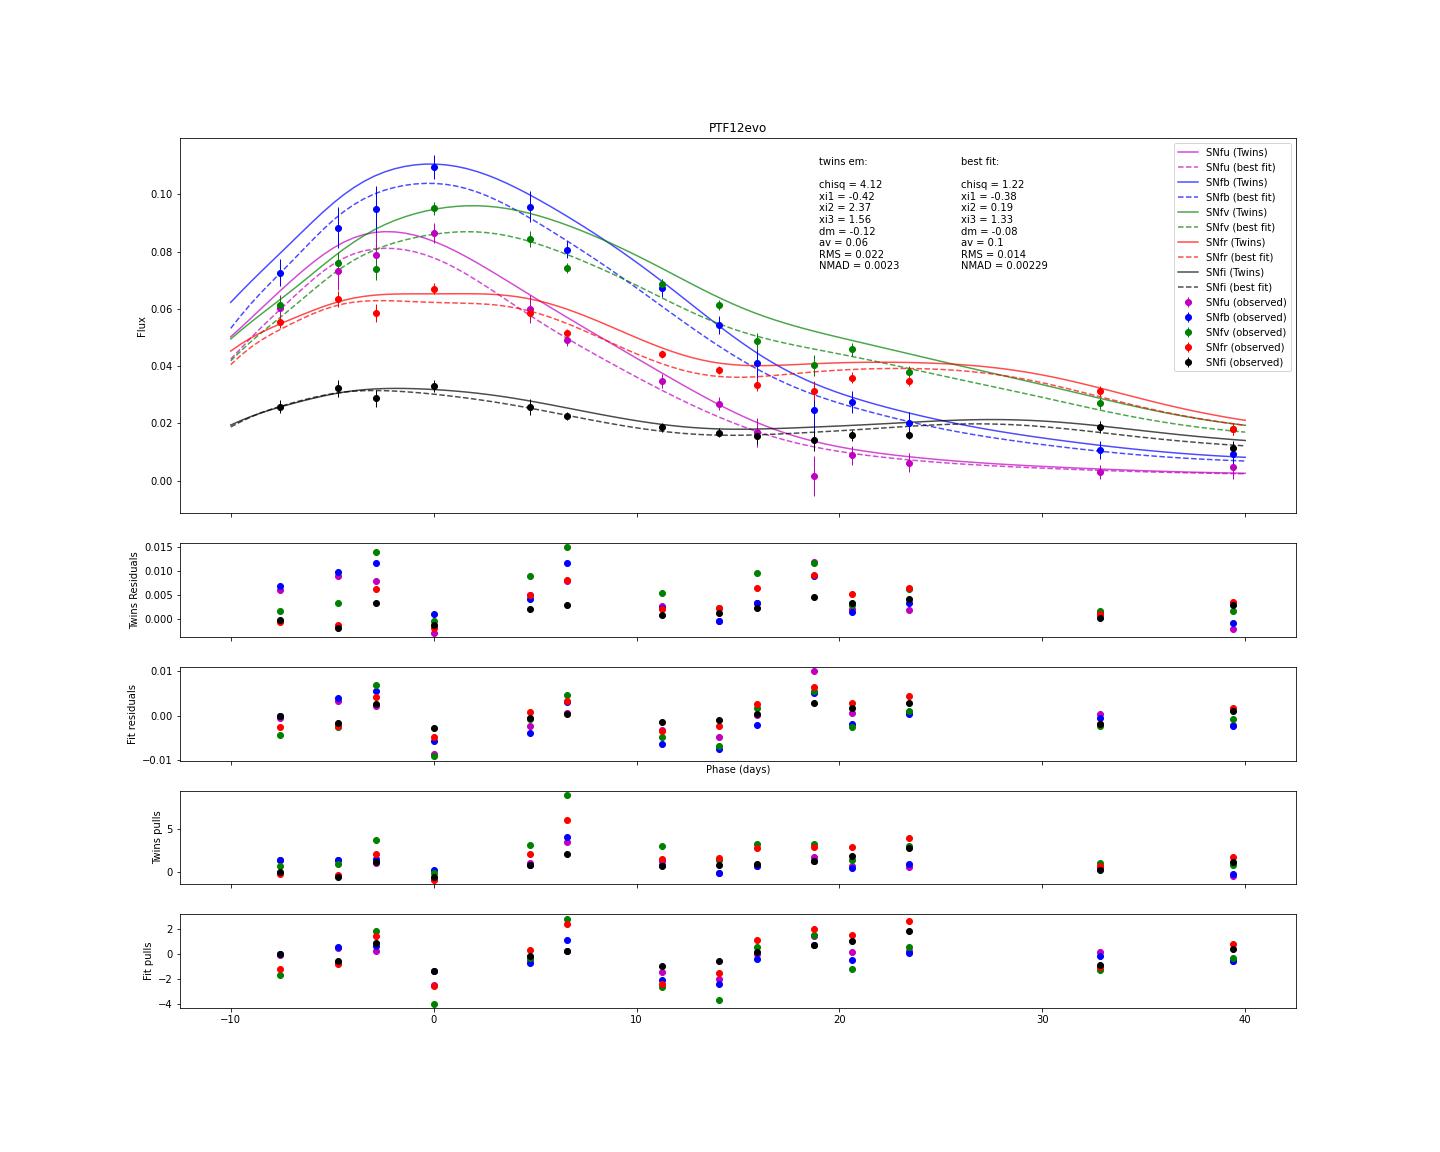 PTF12evo
Flux
0.10
0.08
0.06
0.04
0.02
0.00
twins em:
chisq = 4.12
xi1 = -0.42
xi2 = 2.37
xi3 = 1.56
dm = -0.12
av = 0.06
RMS = 0.022
NMAD = 0.0023
best fit:
chisq = 1.22
xi1 = -0.38
xi2 = 0.19
xi3 = 1.33
dm = -0.08
av = 0.1
RMS = 0.014
NMAD = 0.00229
SNfu (Twins)
SNfu (best fit)
SNfb (Twins)
SNfb (best fit)
SNfv (Twins)
SNfv (best fit)
SNfr (Twins)
SNfr (best fit)
SNfi (Twins)
SNfi (best fit)
SNfu (observed)
SNfb (observed)
SNfv (observed)
SNfr (observed)
SNfi (observed)
Twins Residuals
0.015
0.010
0.005
0.000
Fit residuals
0.01
0.00
−0.01
Phase (days)
Twins pulls
5
0
Fit pulls
2
0
−2
−4
−10
0
10
20
30
40